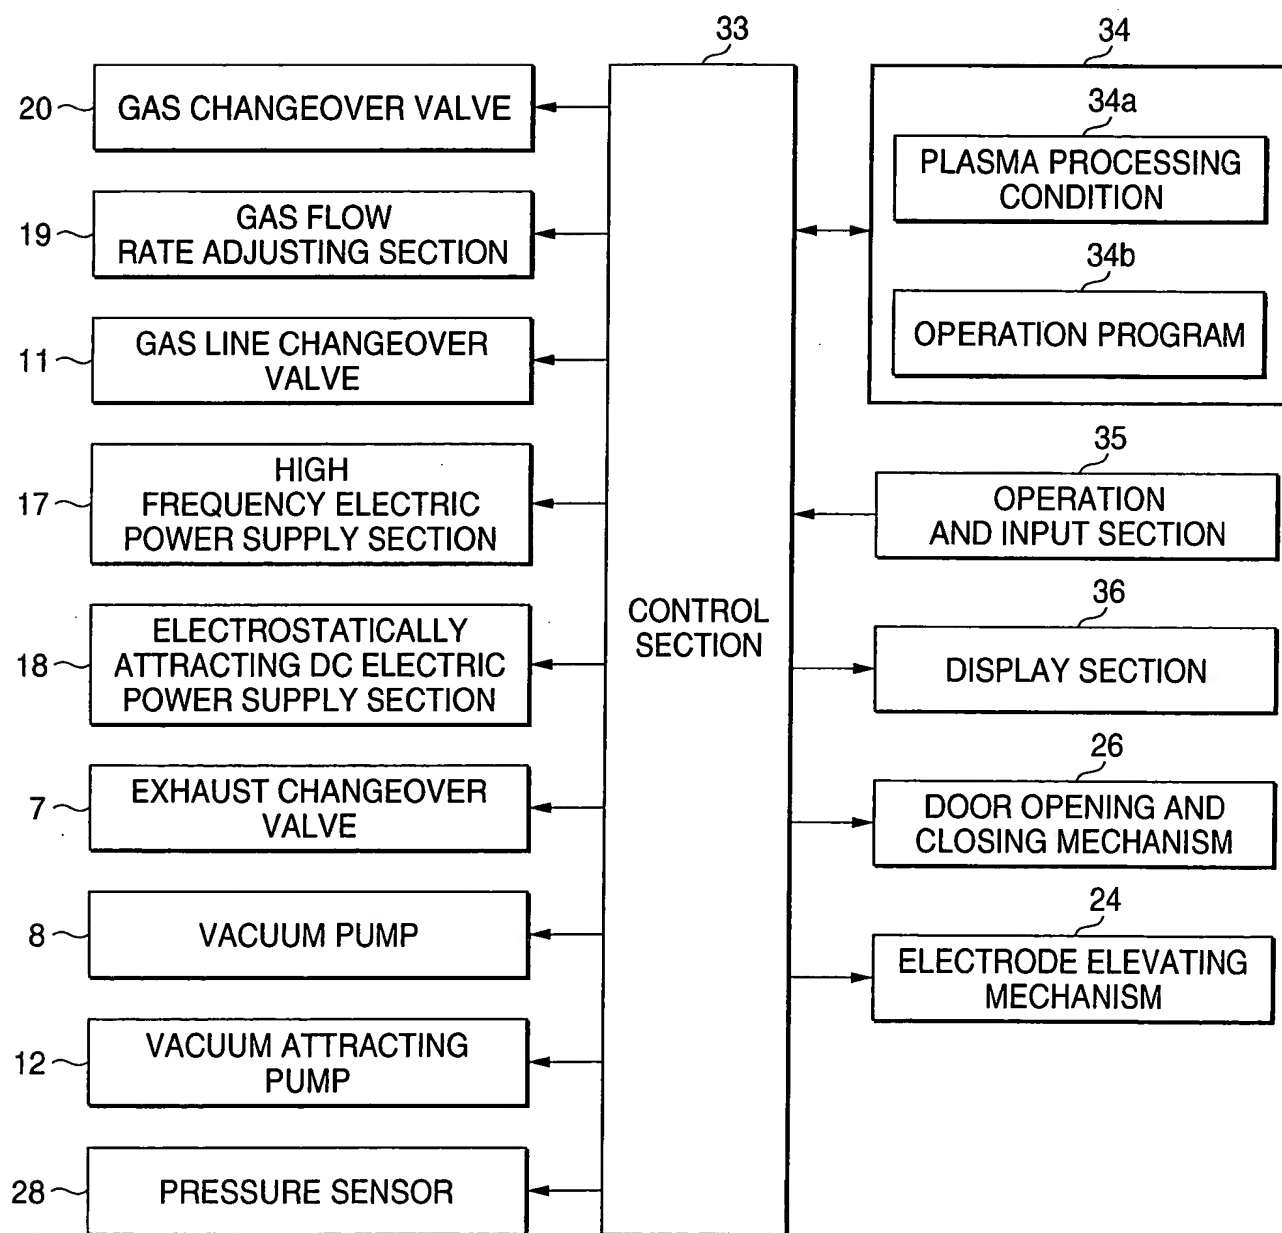 33
34
20
GAS CHANGEOVER VALVE
34a
PLASMA PROCESSING
CONDITION
19
GAS FLOW
RATE ADJUSTING SECTION
34b
OPERATION PROGRAM
11
GAS LINE CHANGEOVER
VALVE
17
HIGH
FREQUENCY ELECTRIC
POWER SUPPLY SECTION
35
OPERATION
AND INPUT SECTION
CONTROL
SECTION
18
ELECTROSTATICALLY
ATTRACTING DC ELECTRIC
POWER SUPPLY SECTION
36
DISPLAY SECTION
7
EXHAUST CHANGEOVER
VALVE
26
DOOR OPENING AND
CLOSING MECHANISM
8
VACUUM PUMP
24
ELECTRODE ELEVATING
MECHANISM
12
VACUUM ATTRACTING
PUMP
28
PRESSURE SENSOR